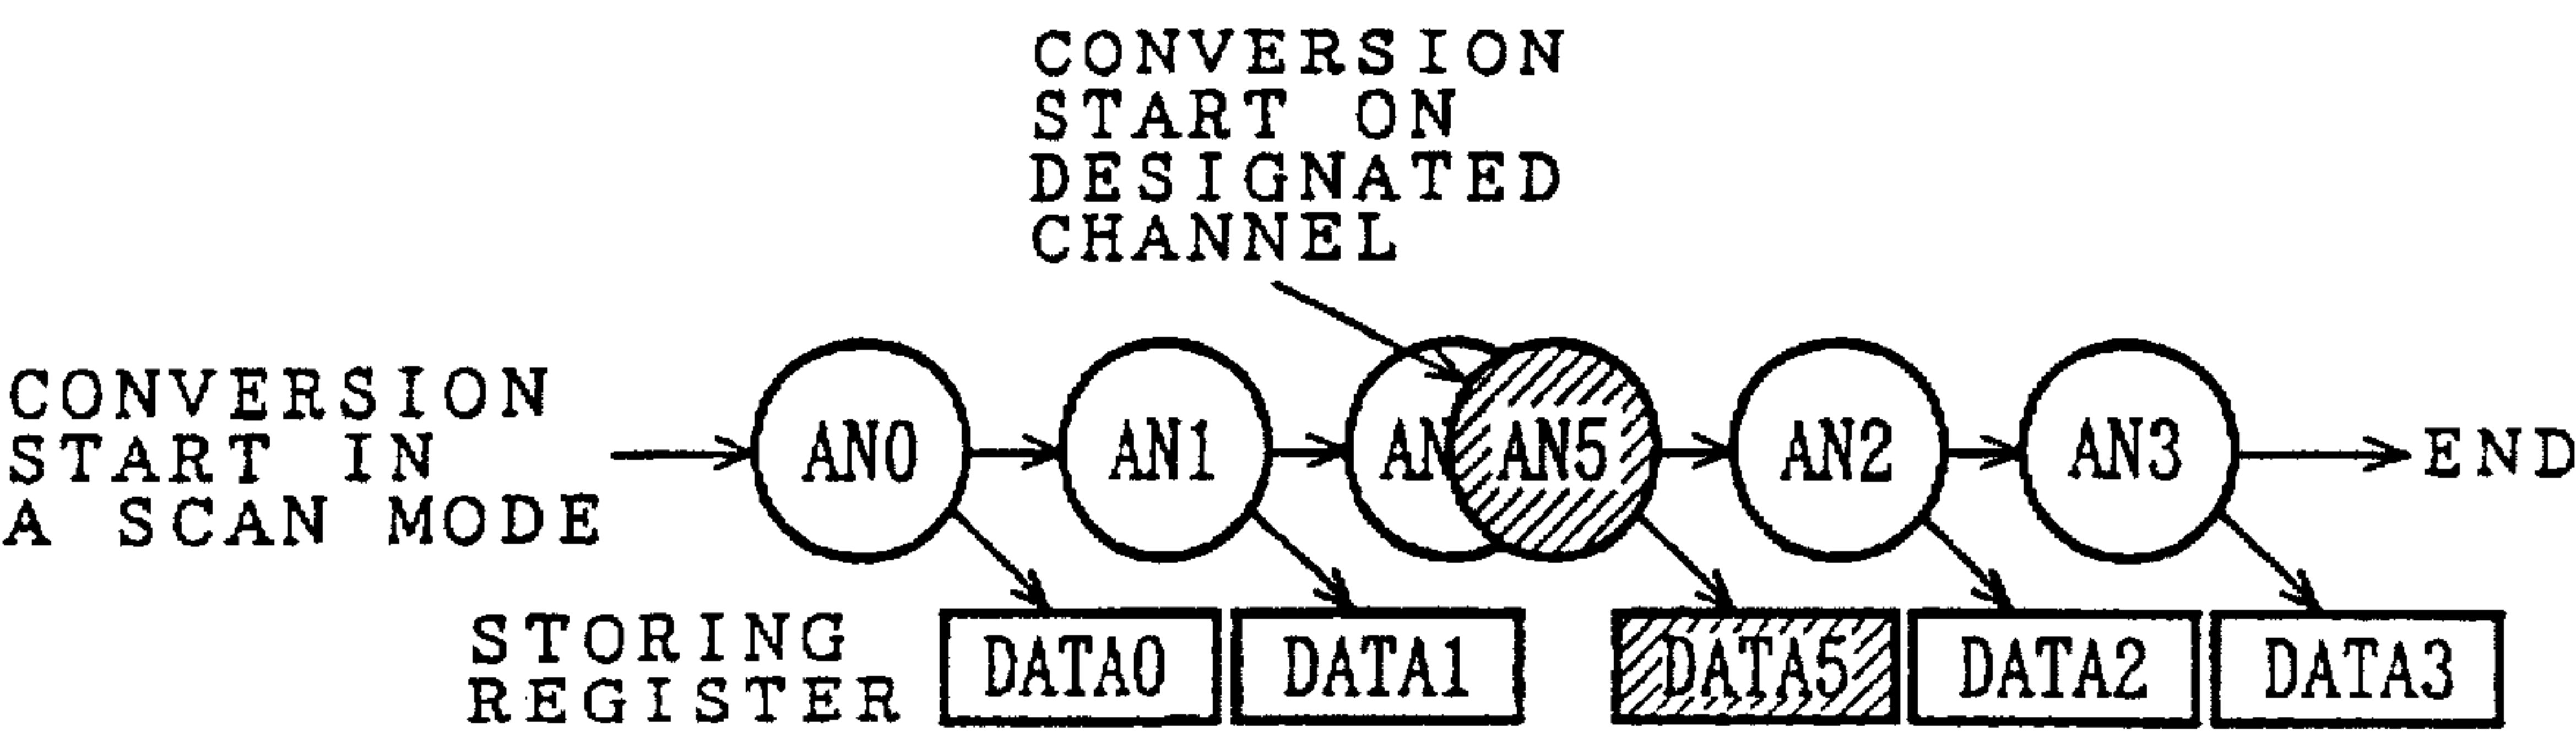 CONVERSION
START ON
DESIGNATED
CHANNEL
CONVERSION
START IN
A SCAN MODE
AN0 AN1 AN AN5 AN2 AN3 END
STORING
REGISTER
DATA0 DATA1 DATA5 DATA2 DATA3